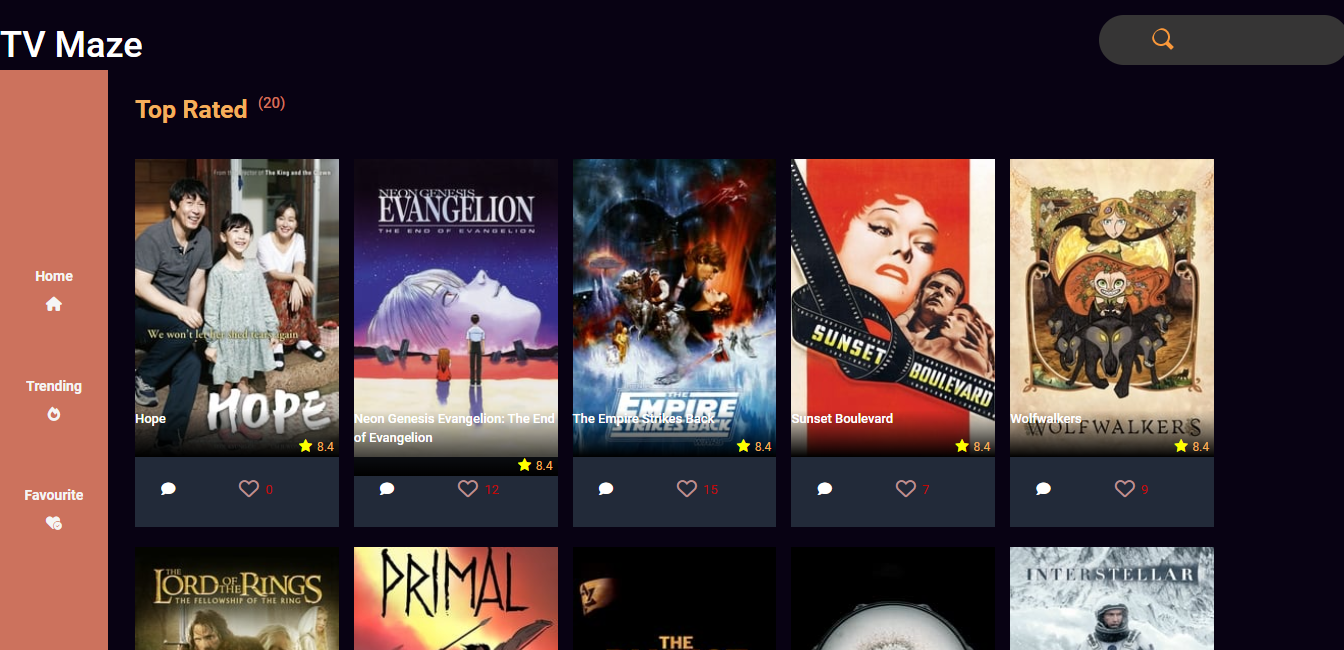 TV Maze
Top Rated (20)
Home
Trending
Favourite
From the Director of The King and the Clown
We won't let her shed tears again
HOPE
Hope
8.4
0
NEON GENESIS
EVANGELION
THE END OF EVANGELION
Neon Genesis Evangelion: The End
of Evangelion
8.4
12
THE
EMPIRE
STRIKES BACK
The Empire Strikes Back
8.4
15
SUNSET
BOULEVARD
Sunset Boulevard
8.4
7
WOLFWALKERS
Wolfwalkers
8.4
9
THE
LORD OF THE RINGS
THE FELLOWSHIP OF THE RING
PRIMAL
THE
INTERSTELLAR